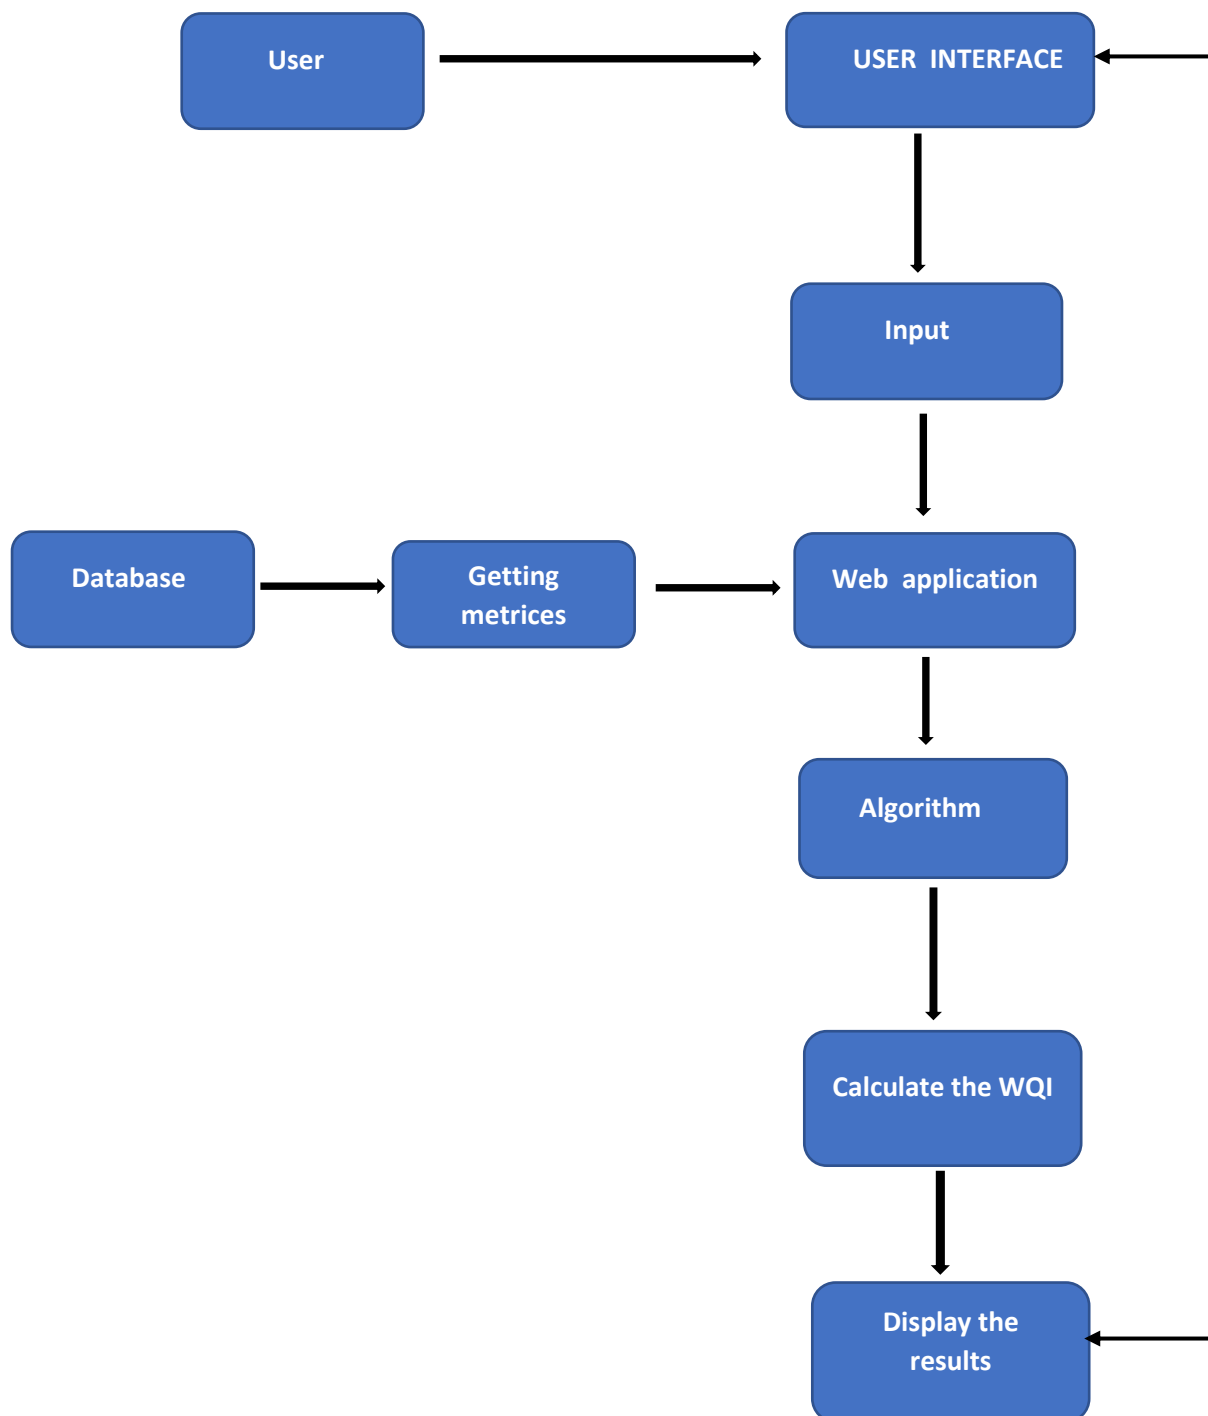 User
USER  INTERFACE
Input
Database
Getting
metrices
Web  application
Algorithm
Calculate the WQI
Display the
results